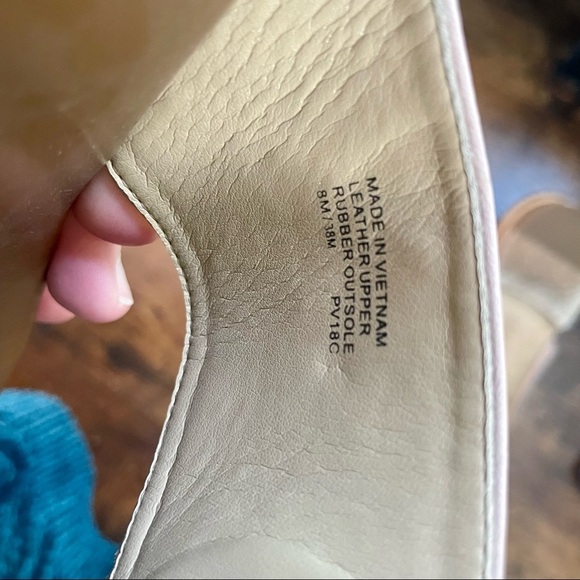 MADE IN VIETNAM
LEATHER UPPER
RUBBER OUTSOLE
8M/38M PV18C